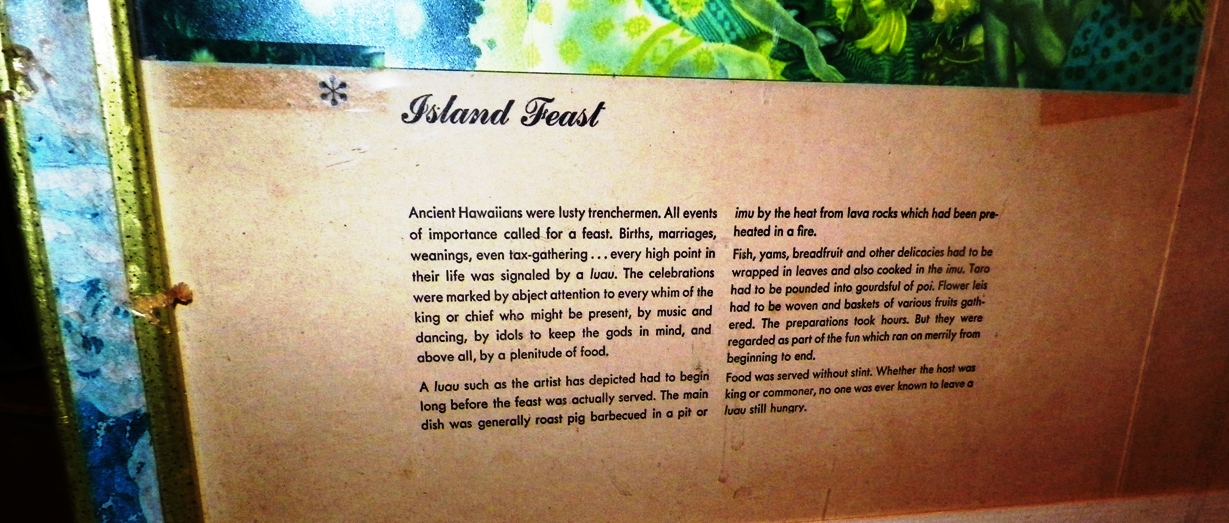 Island Feast
Ancient Hawaiians were lusty trenchermen. All events
of importance called for a feast. Births, marriages,
weanings, even tax-gathering . . . every high point in
their life was signaled by a luau. The celebrations
were marked by abject attention to every whim of the
king or chief who might be present, by music and
dancing, by idols to keep the gods in mind, and
above all, by a plenitude of food.
A luau such as the artist has depicted had to begin
long before the feast was actually served. The main
dish was generally roast pig barbecued in a pit or
imu by the heat from lava rocks which had been pre-
heated in a fire.
Fish, yams, breadfruit and other delicacies had to be
wrapped in leaves and also cooked in the imu. Taro
had to be pounded into gourdsful of poi. Flower leis
had to be woven and baskets of various fruits gath-
ered. The preparations took hours. But they were
regarded as part of the fun which ran on merrily from
beginning to end.
Food was served without stint. Whether the host was
king or commoner, no one was ever known to leave a
luau still hungry.